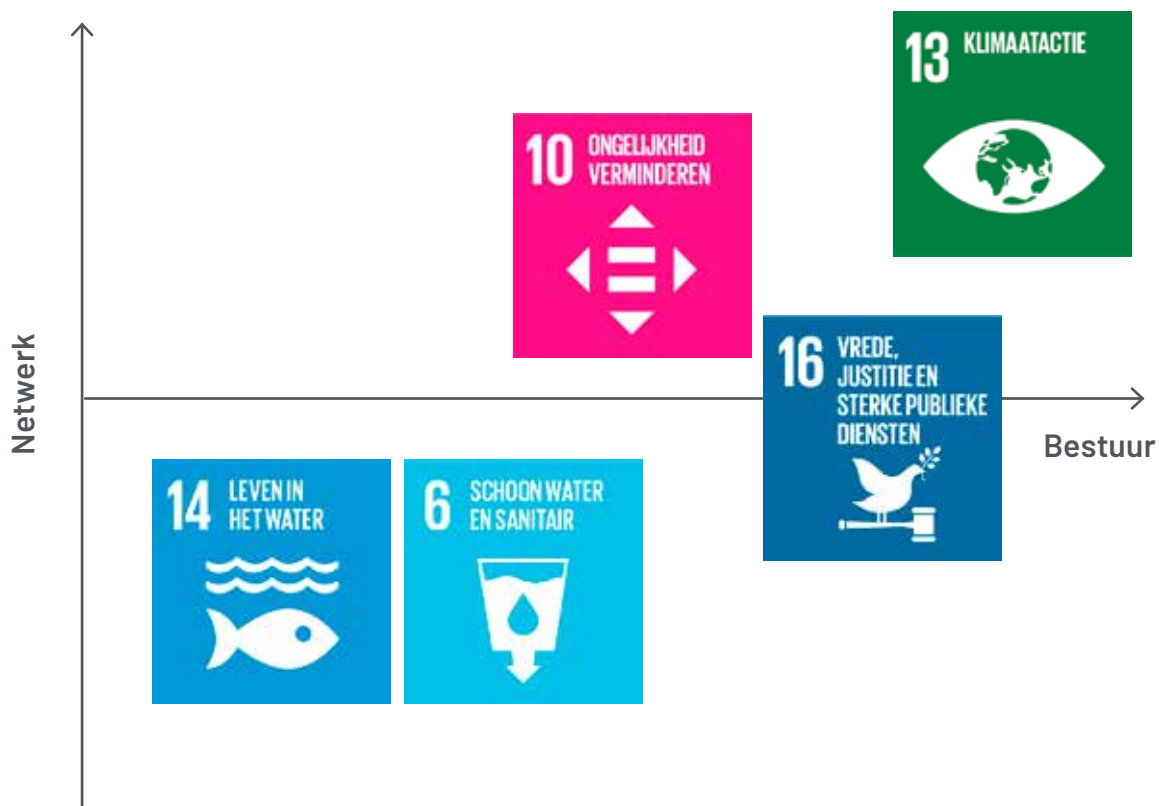 13 KLIMAATACTIE
10 ONGELIJKHEID
VERMINDEREN
16 VREDE,
JUSTITIE EN
STERKE PUBLIEKE
DIENSTEN
Netwerk
Bestuur
14 LEVEN IN
HET WATER
6 SCHOON WATER
EN SANITAIR